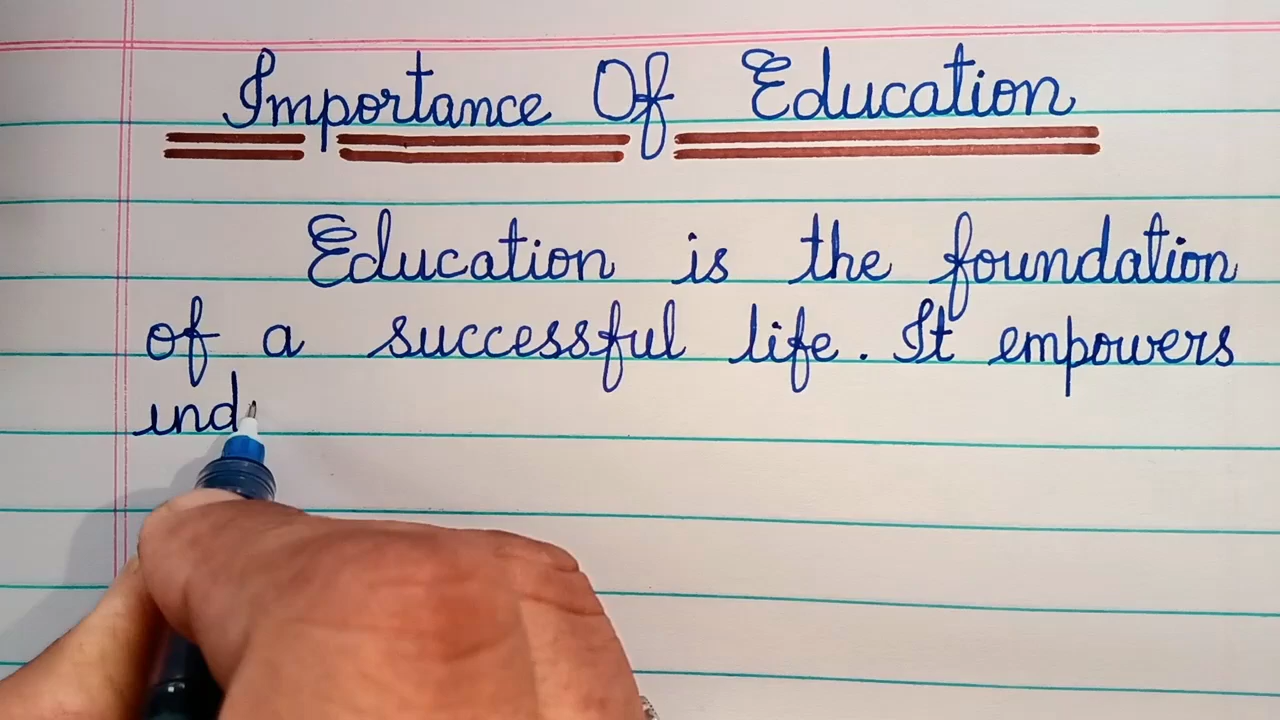 Importance Of Education
Education is the foundation
of a successful life. It empowers
ind